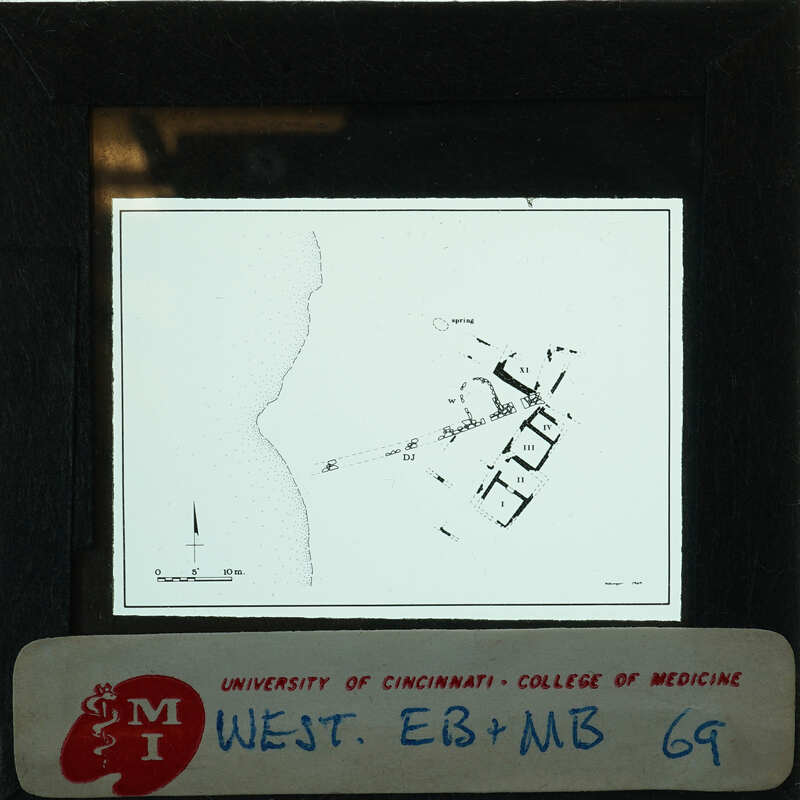 spring
XI
W
IV
DJ
III
II
I
0 5 10 m.
UNIVERSITY OF CINCINNATI • COLLEGE OF MEDICINE
MI
WEST. EB + MB 69